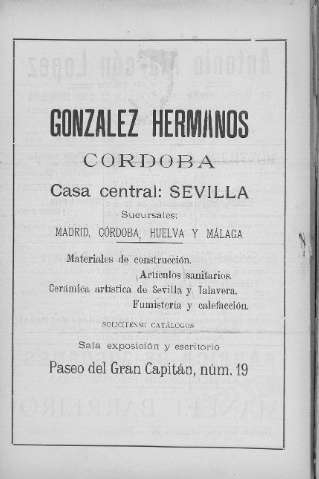 GONZALEZ HERMANOS
CORDOBA
Casa central: SEVILLA
Sucursales:
MADRID, CÓRDOBA, HUELVA Y MÁLAGA
Materiales de construcción.
Artículos sanitarios.
Cerámica artística de Sevilla y Talavera.
Fumistería y calefacción.
SOLICÍTENSE CATÁLOGOS
Sala exposición y escritorio
Paseo del Gran Capitán, núm. 19